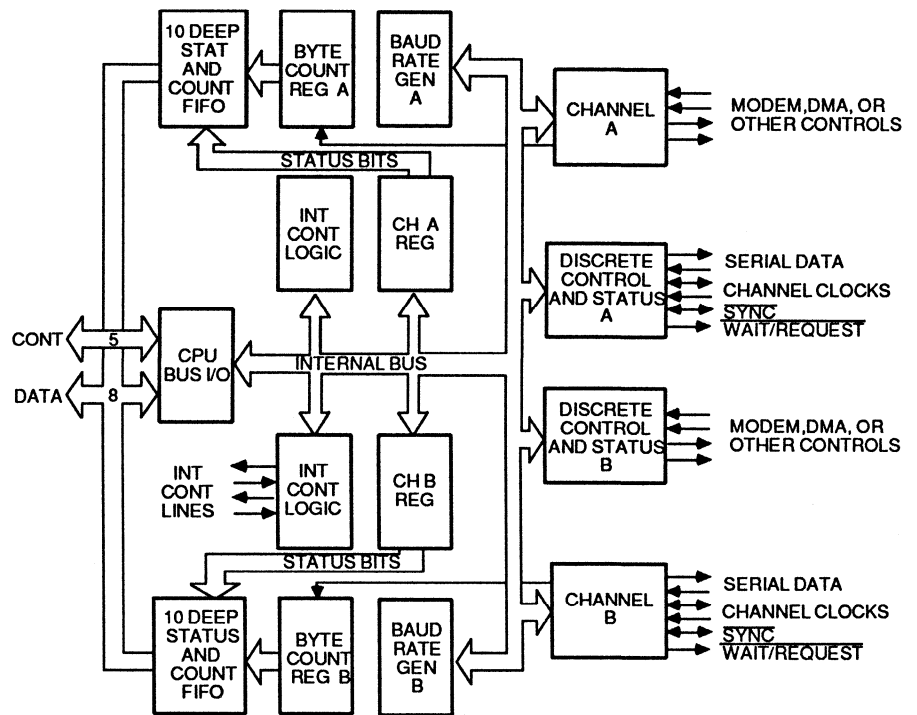 10 DEEP
STAT
AND
COUNT
FIFO
BYTE
COUNT
REG A
BAUD
RATE
GEN
A
CHANNEL
A
MODEM,DMA, OR
OTHER CONTROLS
STATUS BITS
INT
CONT
LOGIC
CH A
REG
DISCRETE
CONTROL
AND STATUS
A
SERIAL DATA
CHANNEL CLOCKS
SYNC
WAIT/REQUEST
CONT
5
CPU
BUS I/O
INTERNAL BUS
DATA
8
DISCRETE
CONTROL
AND STATUS
B
MODEM,DMA, OR
OTHER CONTROLS
INT
CONT
LINES
INT
CONT
LOGIC
CH B
REG
STATUS BITS
10 DEEP
STATUS
AND
COUNT
FIFO
BYTE
COUNT
REG B
BAUD
RATE
GEN
B
CHANNEL
B
SERIAL DATA
CHANNEL CLOCKS
SYNC
WAIT/REQUEST